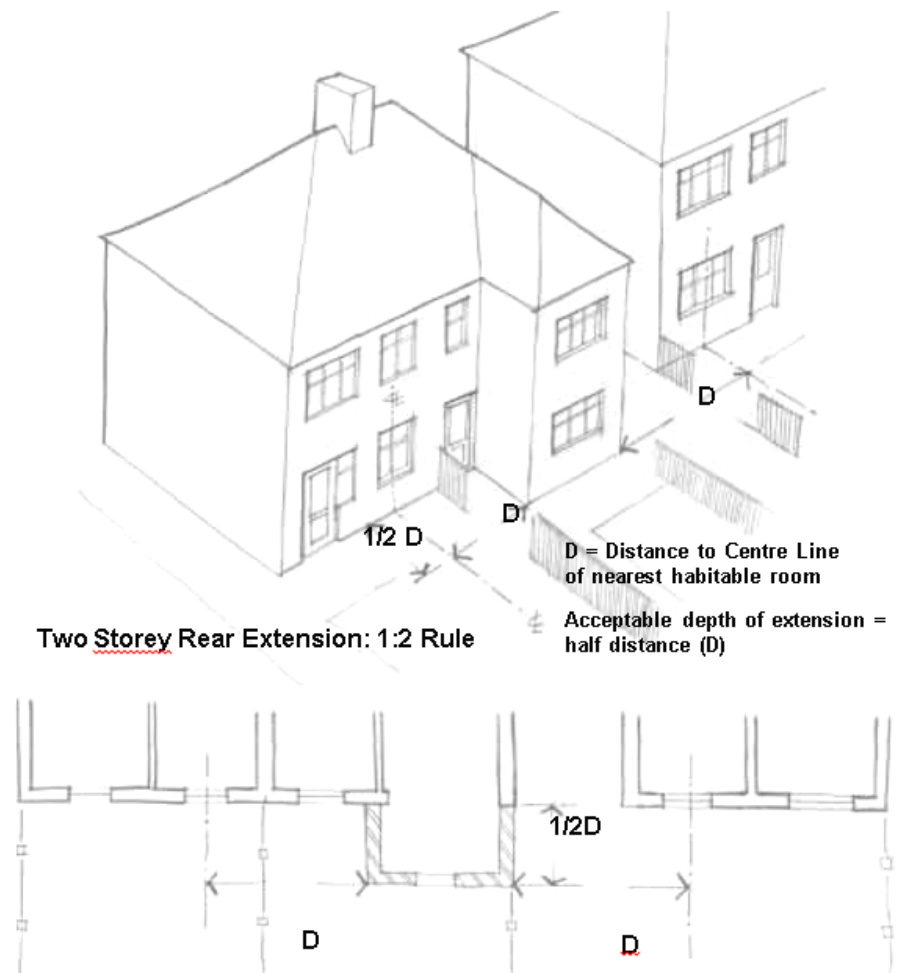 D
D
1/2 D
D = Distance to Centre Line
of nearest habitable room
Acceptable depth of extension =
half distance (D)
Two Storey Rear Extension: 1:2 Rule
1/2D
D
D